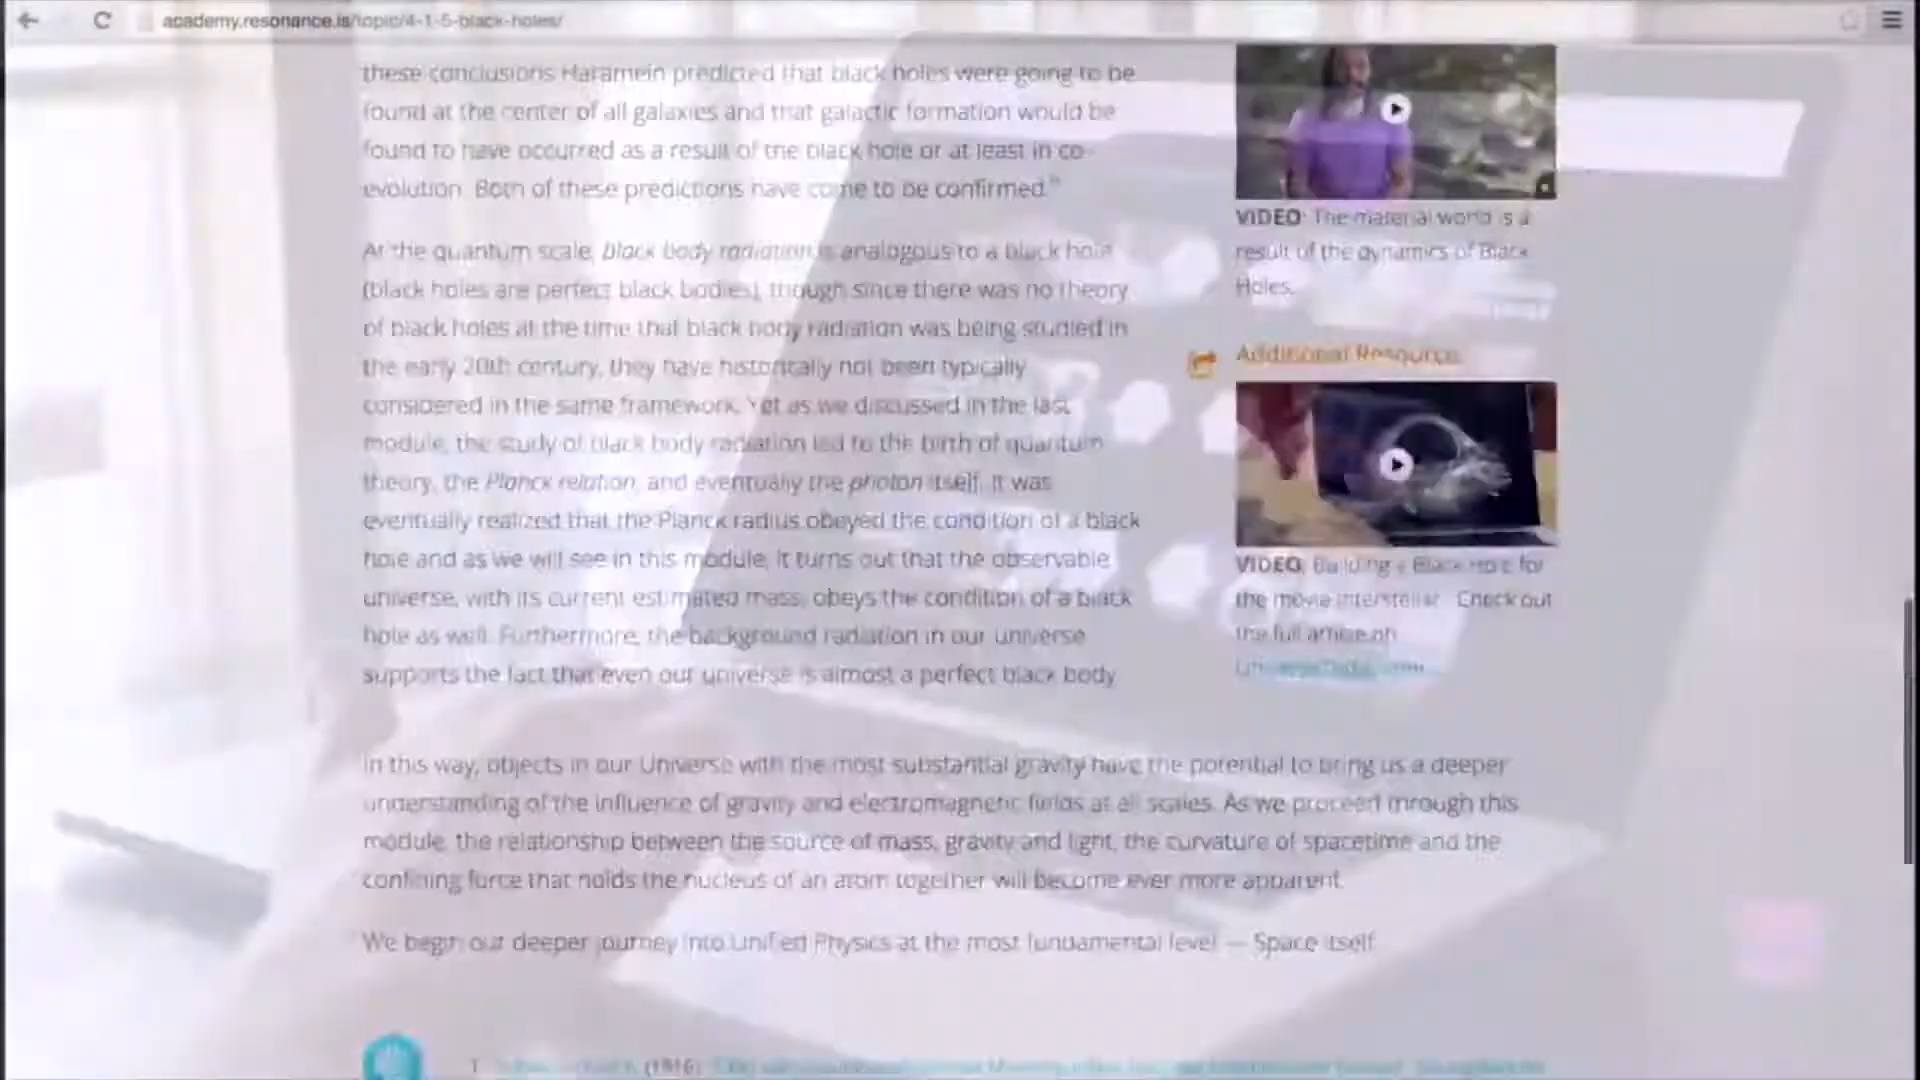 academy.resonance.is/topic/4-1-5-black-holes/
these conclusions Haramein predicted that black holes were going to be
found at the center of all galaxies and that galactic formation would be
found to have occurred as a result of the black hole or at least in co-
evolution. Both of these predictions have come to be confirmed."
At the quantum scale, black body radiation is analogous to a black hole
(black holes are perfect black bodies), though since there was no theory
of black holes at the time that black body radiation was being studied in
the early 20th century, they have historically not been typically
considered in the same framework. Yet as we discussed in the last
module, the study of black body radiation led to the birth of quantum
theory, the Planck relation, and eventually the photon itself. It was
eventually realized that the Planck radius obeyed the condition of a black
hole and as we will see in this module, it turns out that the observable
universe, with its current estimated mass, obeys the condition of a black
hole as well. Furthermore, the background radiation in our universe
supports the fact that even our universe is almost a perfect black body
VIDEO: The material world is a
result of the dynamics of Black
Holes.
Additional Resource
VIDEO: Building a Black Hole for
the movie Interstellar. Check out
the full article on
In this way, objects in our Universe with the most substantial gravity have the potential to bring us a deeper
understanding of the influence of gravity and electromagnetic fields at all scales. As we proceed through this
module, the relationship between the source of mass, gravity and light, the curvature of spacetime and the
confining force that holds the nucleus of an atom together will become ever more apparent.
We begin our deeper journey into Unified Physics at the most fundamental level — Space itself.
(1916)